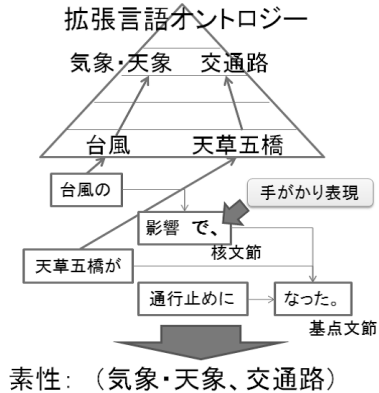 拡張言語オントロジー
気象・天象 交通路
台風 天草五橋
台風の
手がかり表現
影響 で、
核文節
天草五橋が
通行止めに
なった。
基点文節
素性: (気象・天象、交通路)